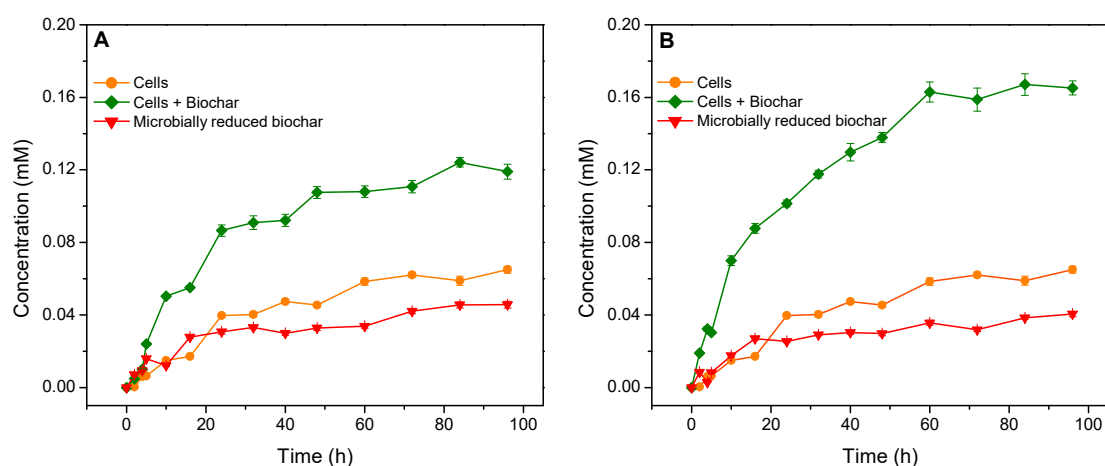 A
Cells
Cells + Biochar
Microbially reduced biochar
0.20
0.16
0.12
0.08
0.04
0.00
Concentration (mM)
0
20
40
60
80
100
Time (h)
B
Cells
Cells + Biochar
Microbially reduced biochar
0.20
0.16
0.12
0.08
0.04
0.00
Concentration (mM)
0
20
40
60
80
100
Time (h)